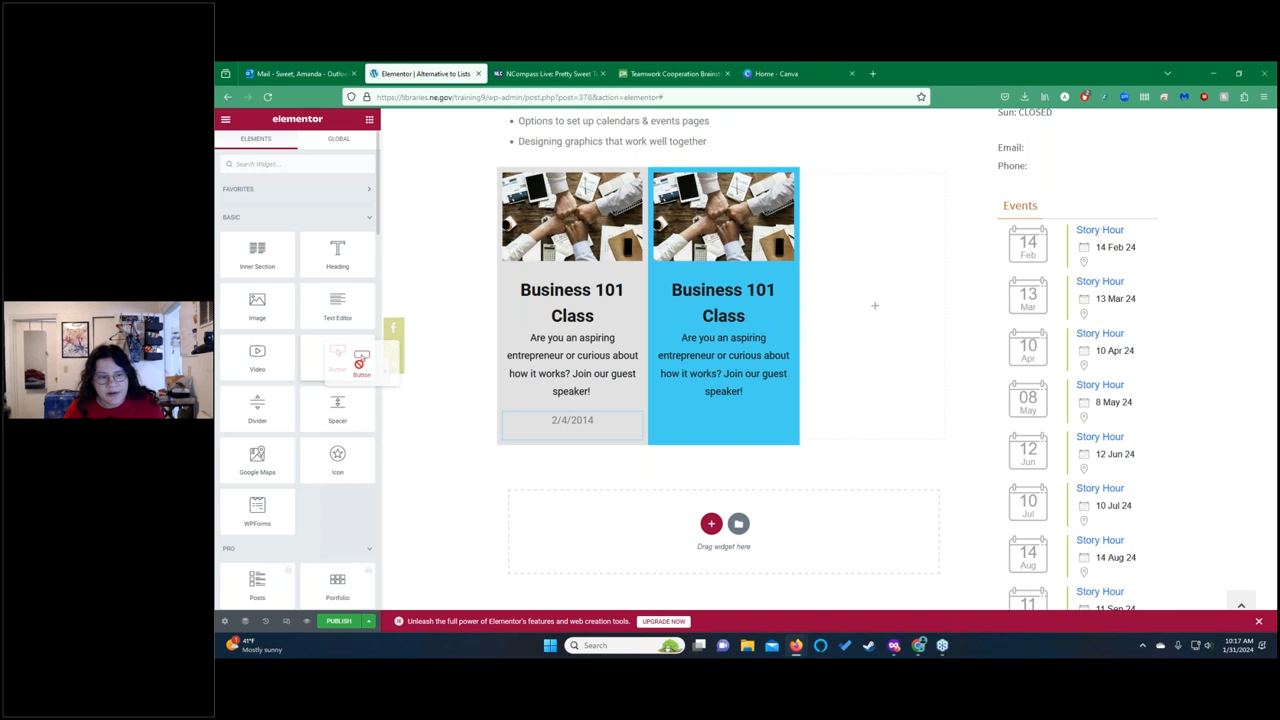 Mail - Sweet, Amanda - Outlo
Elementor | Alternative to Lists
NCompass Live: Pretty Sweet T
Teamwork Cooperation Brainst
Home - Canva
https://libraries.ne.gov/training9/wp-admin/post.php?post=378&action=elementor#
elementor
ELEMENTS
GLOBAL
Search Widget...
FAVORITES
BASIC
Inner Section
Heading
Image
Text Editor
Video
Button
Button
Divider
Spacer
Google Maps
Icon
WPForms
PRO
Posts
Portfolio
PUBLISH
Options to set up calendars & events pages
Designing graphics that work well together
Business 101
Class
Are you an aspiring
entrepreneur or curious about
how it works? Join our guest
speaker!
2/4/2014
Business 101
Class
Are you an aspiring
entrepreneur or curious about
how it works? Join our guest
speaker!
Drag widget here
Sun: CLOSED
Email:
Phone:
Events
14
Feb
Story Hour
14 Feb 24
13
Mar
Story Hour
13 Mar 24
10
Apr
Story Hour
10 Apr 24
08
May
Story Hour
8 May 24
12
Jun
Story Hour
12 Jun 24
10
Jul
Story Hour
10 Jul 24
14
Aug
Story Hour
14 Aug 24
11
Story Hour
11 Sep 24
Unleash the full power of Elementor's features and web creation tools.
UPGRADE NOW
41°F
Mostly sunny
Search
10:17 AM
1/31/2024